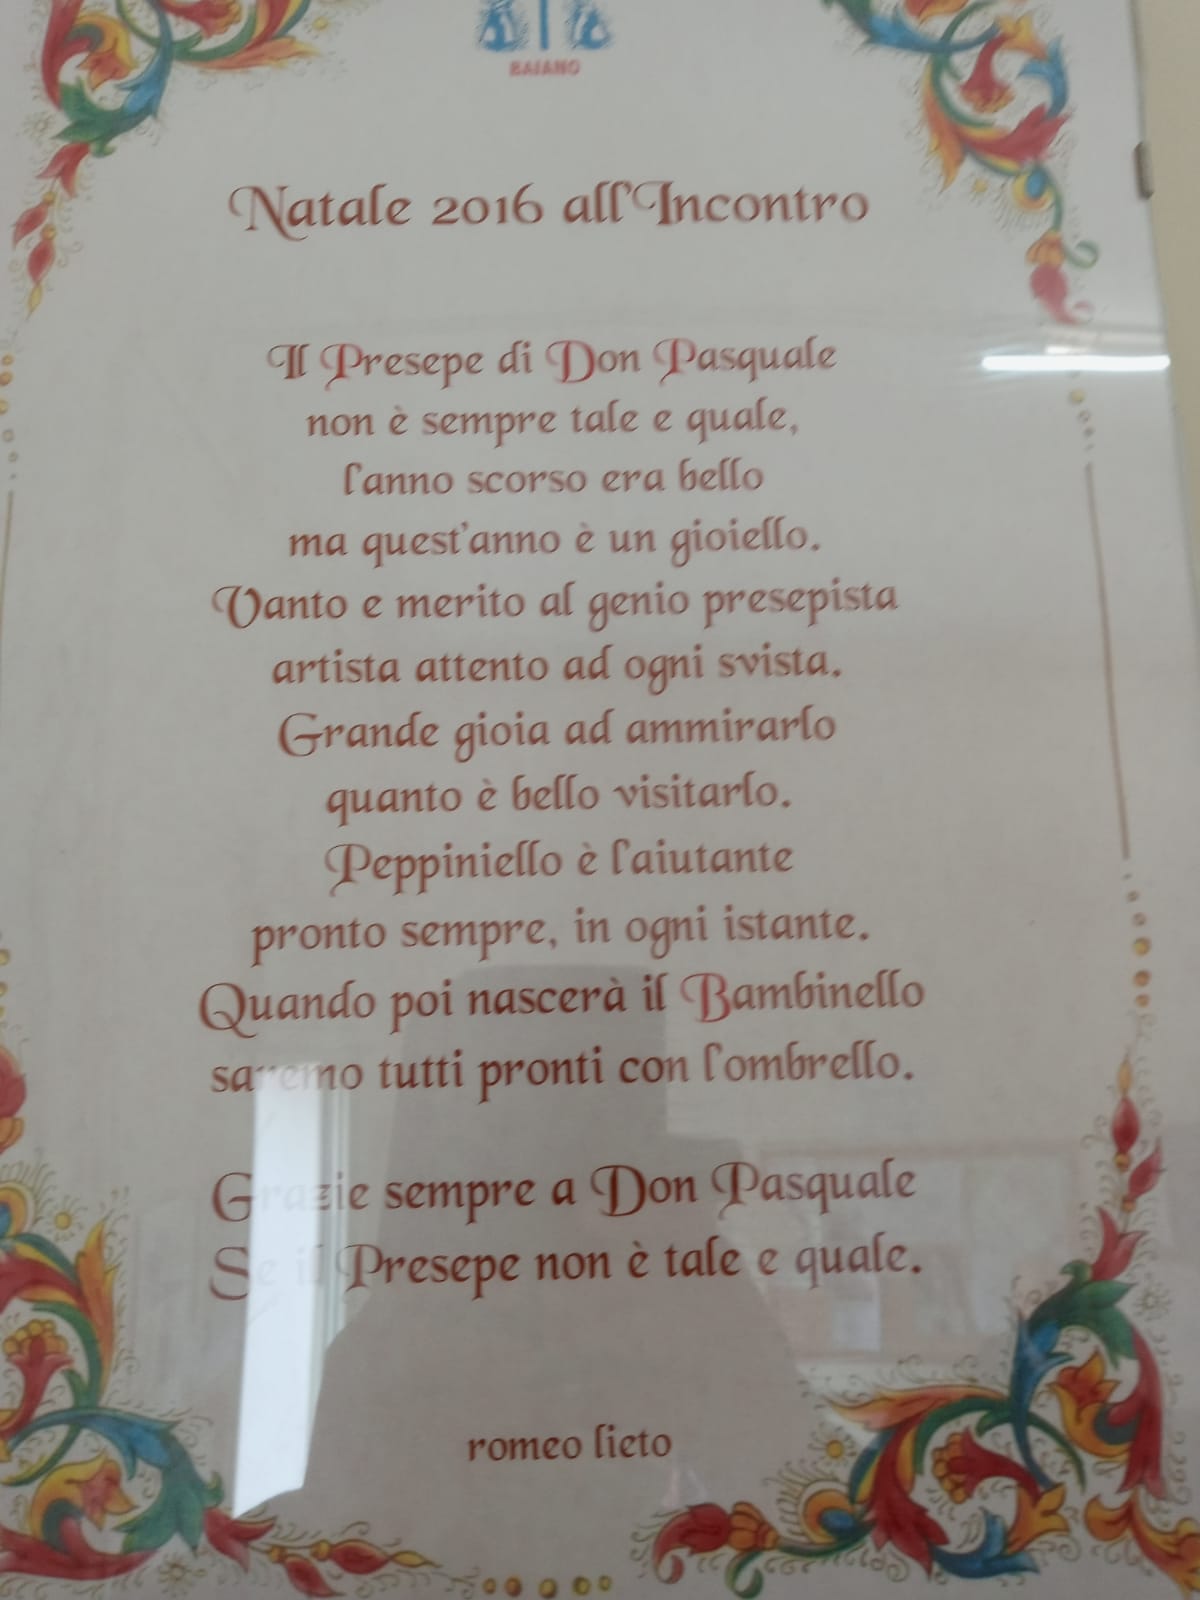 BAIANO
Natale 2016 all'Incontro
Il Presepe di Don Pasquale
non è sempre tale e quale,
l'anno scorso era bello
ma quest'anno è un gioiello.
Vanto e merito al genio presepista
artista attento ad ogni svista.
Grande gioia ad ammirarlo
quanto è bello visitarlo.
Peppiniello è l'aiutante
pronto sempre, in ogni istante.
Quando poi nascerà il Bambinello
saremo tutti pronti con l'ombrello.
Grazie sempre a Don Pasquale
Se il Presepe non è tale e quale.
romeo lieto